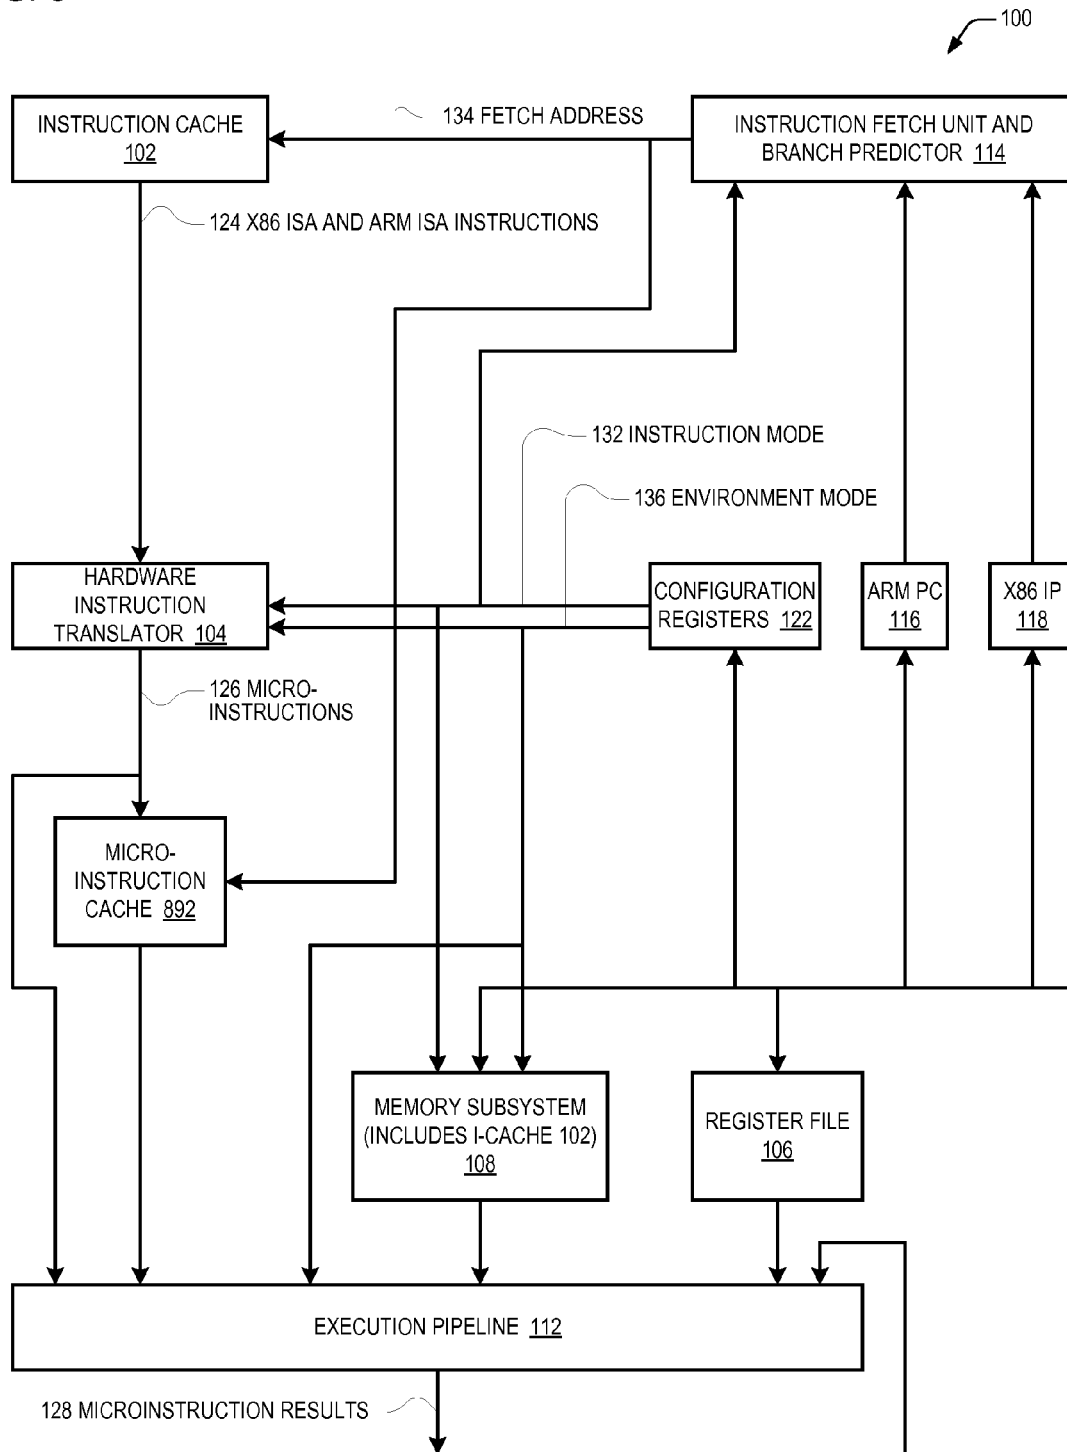 100
INSTRUCTION CACHE
102
134 FETCH ADDRESS
INSTRUCTION FETCH UNIT AND
BRANCH PREDICTOR 114
124 X86 ISA AND ARM ISA INSTRUCTIONS
132 INSTRUCTION MODE
136 ENVIRONMENT MODE
HARDWARE
INSTRUCTION
TRANSLATOR 104
CONFIGURATION
REGISTERS 122
ARM PC
116
X86 IP
118
126 MICRO-
INSTRUCTIONS
MICRO-
INSTRUCTION
CACHE 892
MEMORY SUBSYSTEM
(INCLUDES I-CACHE 102)
108
REGISTER FILE
106
EXECUTION PIPELINE 112
128 MICROINSTRUCTION RESULTS